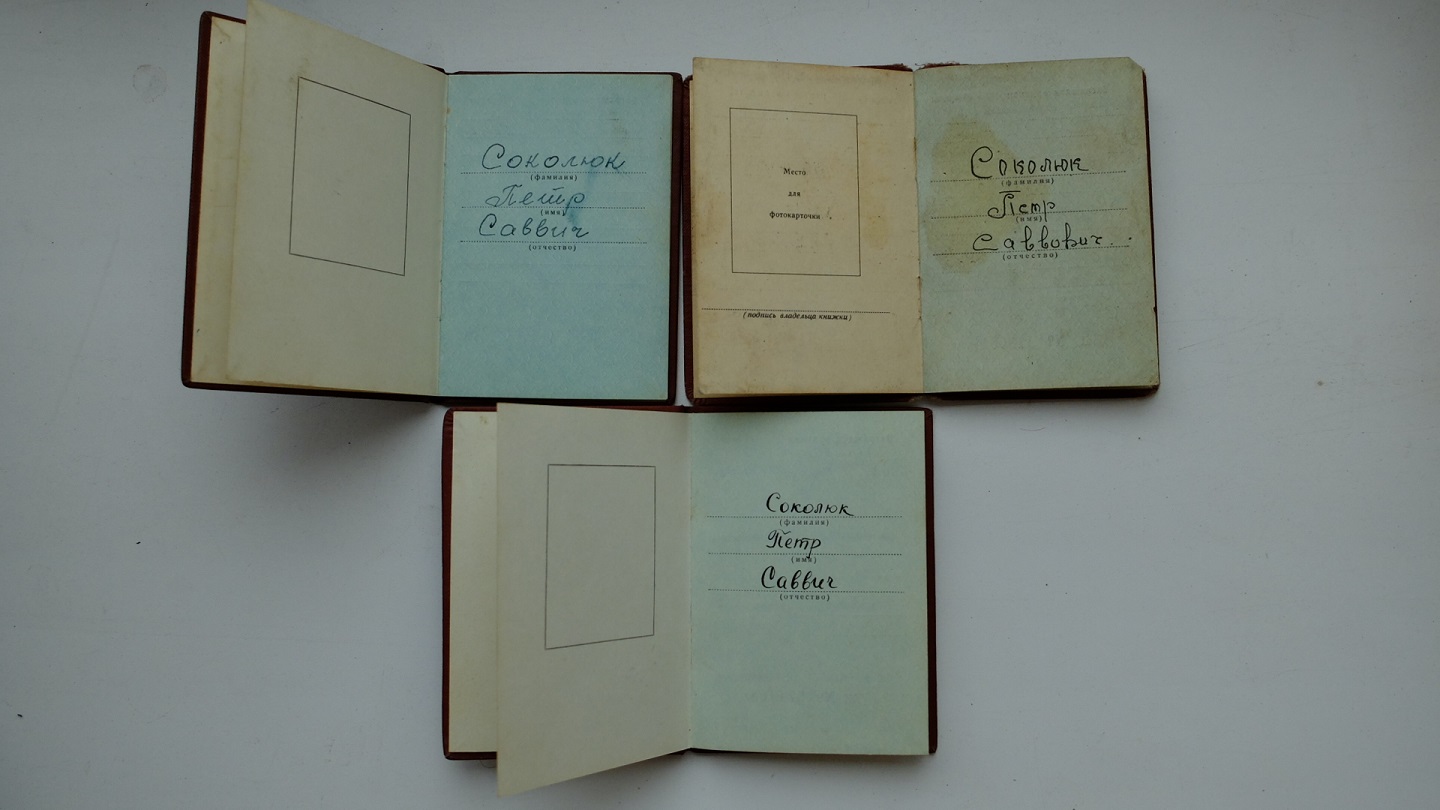 Соколюк
(фамилия)
Петр
(имя)
Саввич
(отчество)
Место
для
фотокарточки
(подпись владельца книжки)
Соколюк
(фамилия)
Петр
(имя)
Саввович.
(отчество)
Соколюк
(фамилия)
Петр
(имя)
Саввич
(отчество)